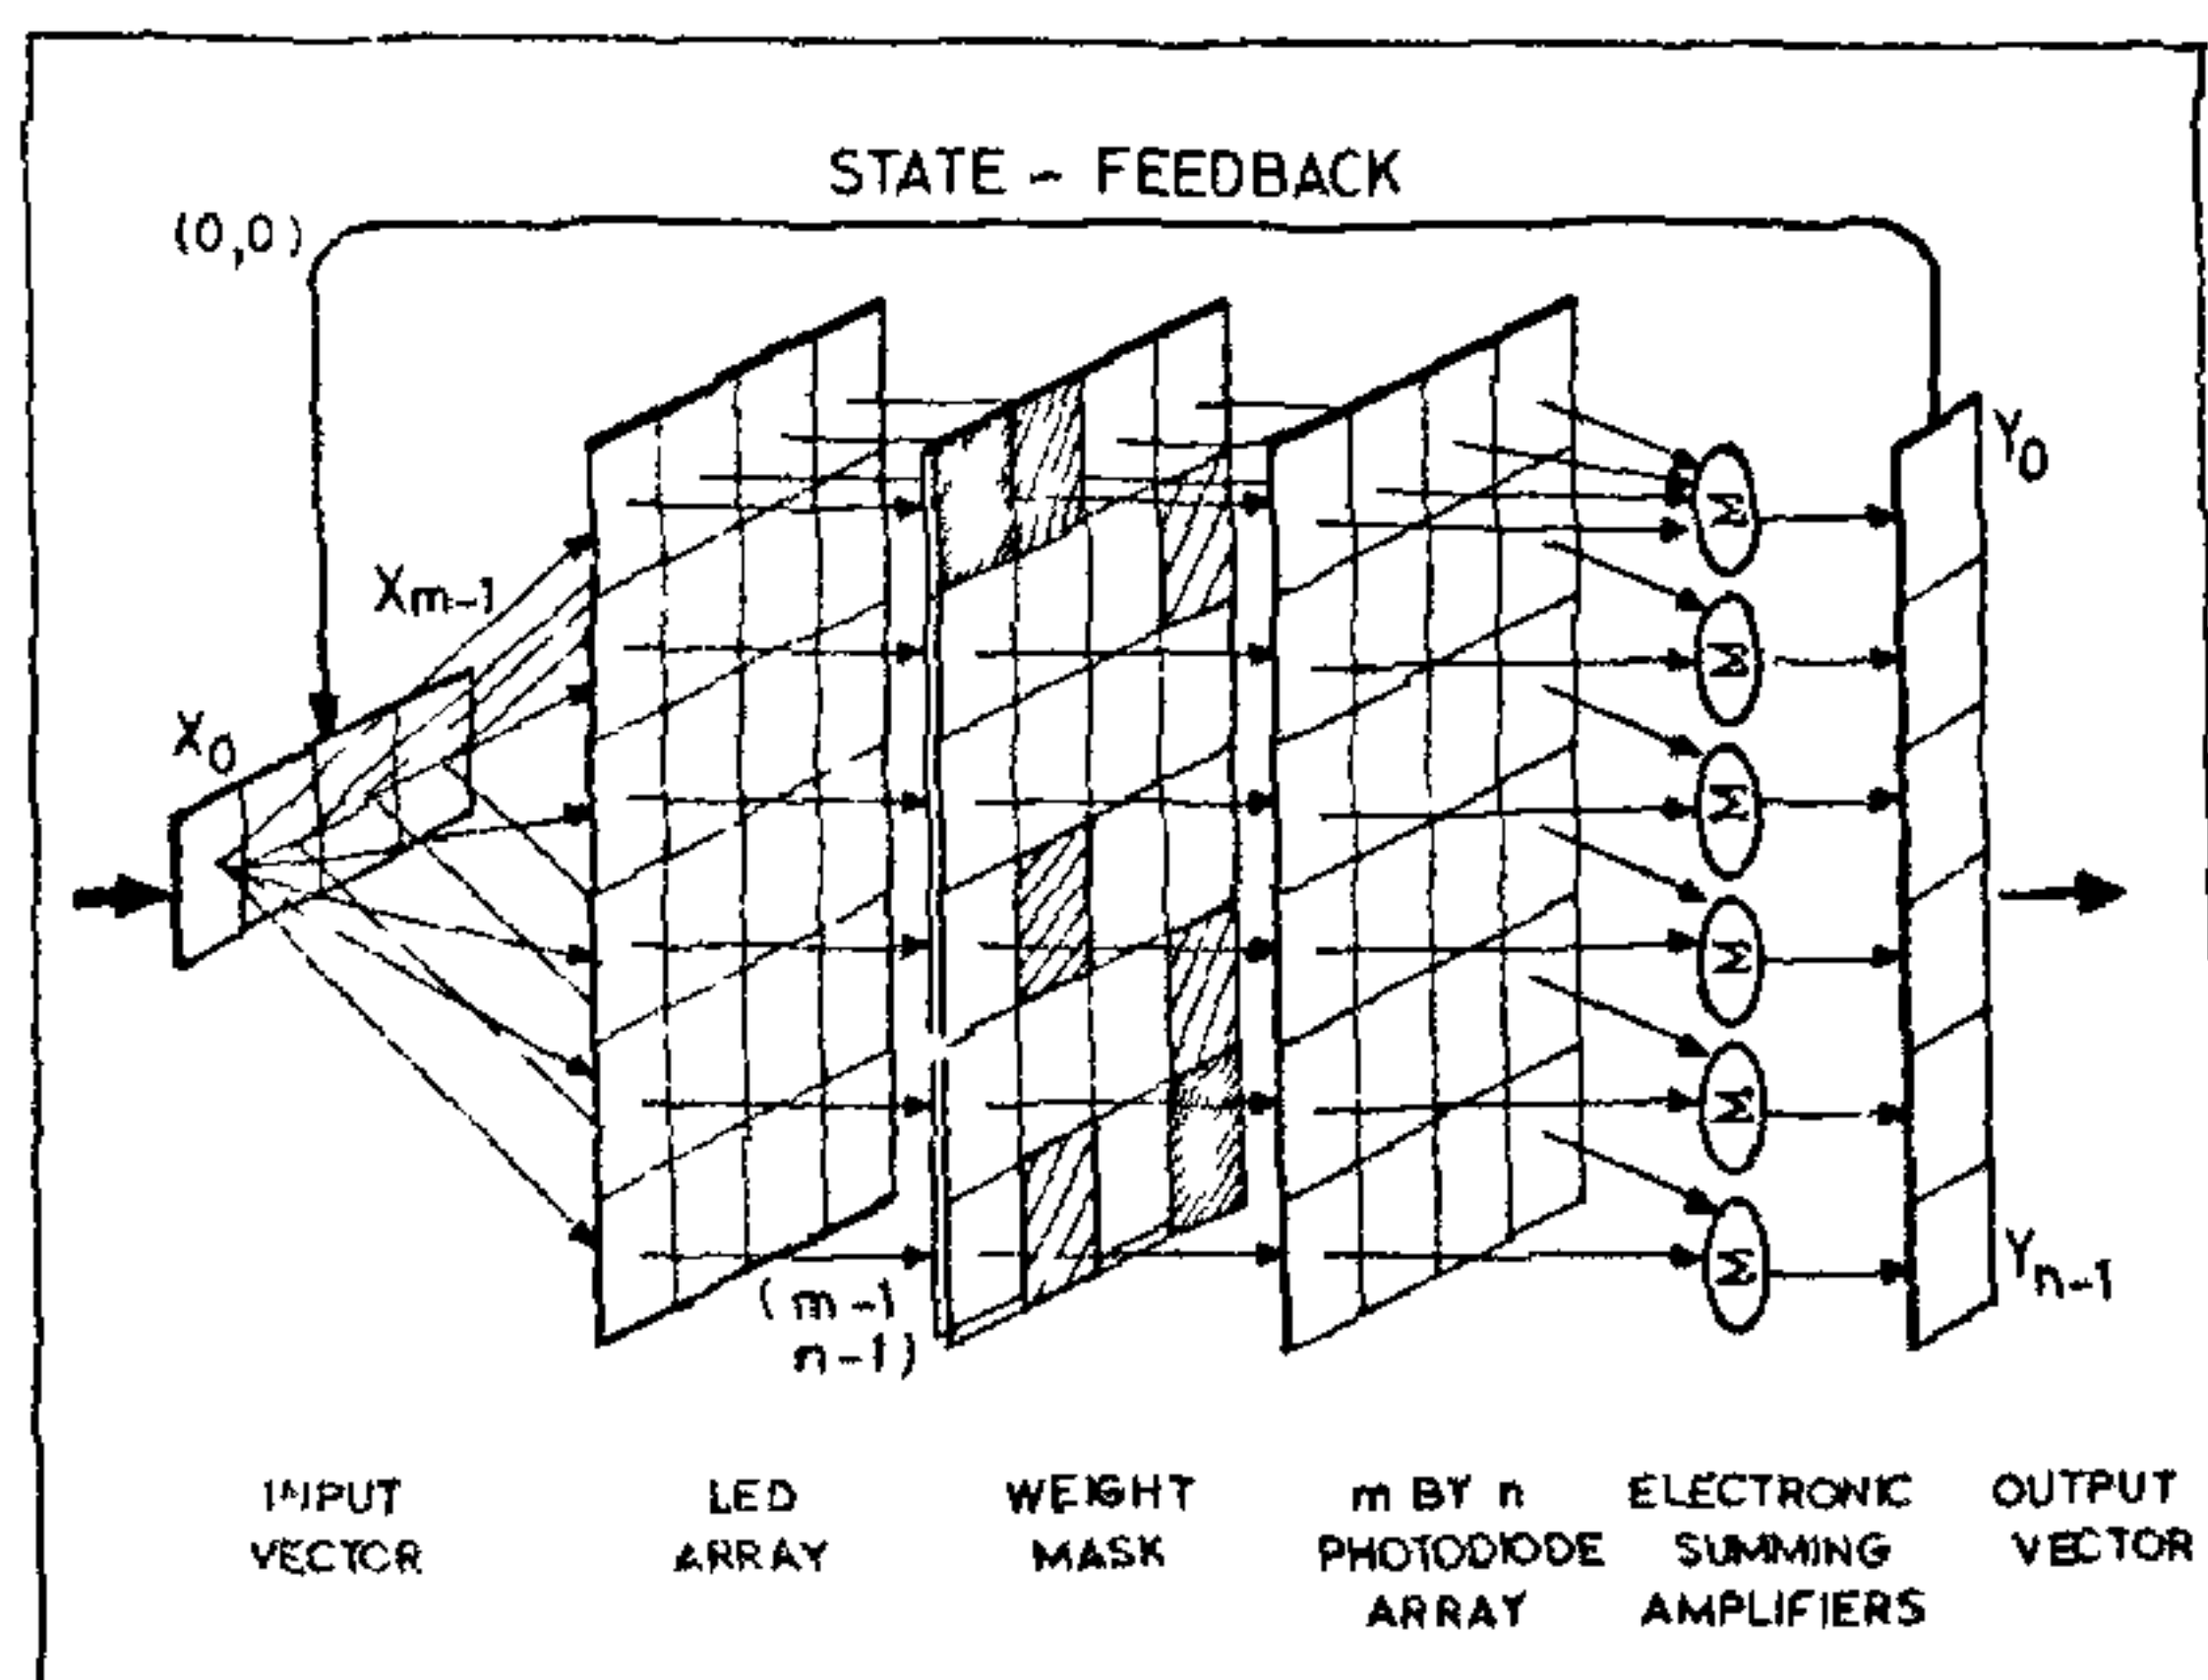 STATE - FEEDBACK
(0,0)
Xm-1
X0
Y0
Σ
Σ
Σ
Σ
Σ
Σ
Yn-1
(m-1
n-1)
INPUT
VECTOR
LED
ARRAY
WEIGHT
MASK
m BY n
PHOTODIODE
ARRAY
ELECTRONIC
SUMMING
AMPLIFIERS
OUTPUT
VECTOR